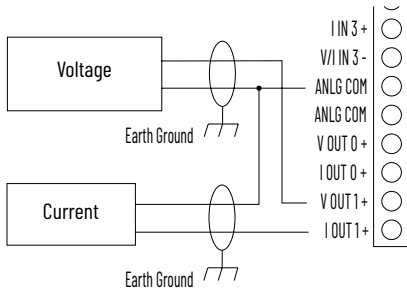 I IN 3 +
V/I IN 3 -
Voltage
ANLG COM
ANLG COM
Earth Ground
V OUT 0 +
I OUT 0 +
V OUT 1 +
Current
I OUT 1 +
Earth Ground